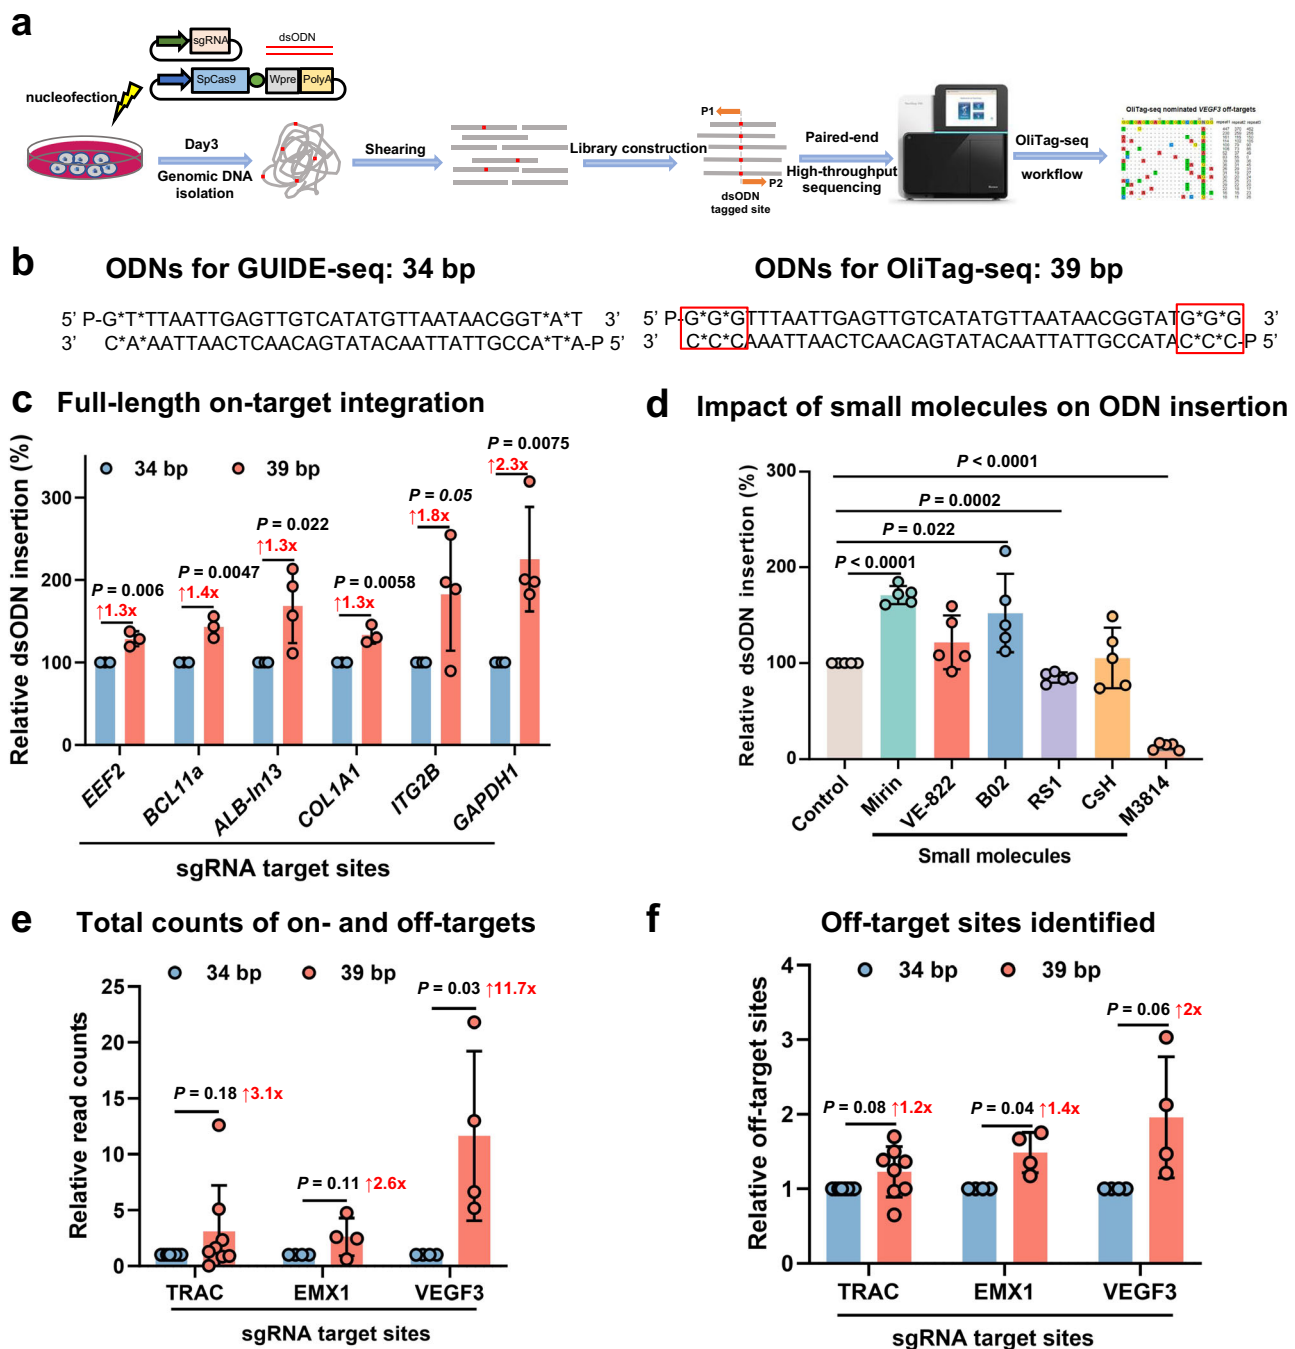 a
sgRNA
dsODN
SpCas9
Wpre
PolyA
nucleofection
Day3
Genomic DNA
isolation
Shearing
Library construction
P1
P2
dsODN
tagged site
Paired-end
High-throughput
sequencing
OliTag-seq
workflow
OliTag-seq nominated VEGF3 off-targets
b
ODNs for GUIDE-seq: 34 bp
ODNs for OliTag-seq: 39 bp
5' P-G*T*TTAATTGAGTTGTCATATGTTAATAACGGT*A*T 3'
3' C*A*AATTAACTCAACAGTATACAATTATTGCCA*T*A-P 5'
5' P-G*G*GTTTAATTGAGTTGTCATATGTTAATAACGGTATG*G*G 3'
3' C*C*CAAATTAACTCAACAGTATACAATTATTGCCATAC*C*C-P 5'
c Full-length on-target integration
34 bp 39 bp
Relative dsODN insertion (%)
300
200
100
0
P = 0.006
↑1.3x
P = 0.0047
↑1.4x
P = 0.022
↑1.3x
P = 0.0058
↑1.3x
P = 0.05
↑1.8x
P = 0.0075
↑2.3x
EEF2
BCL11a
ALB-In13
COL1A1
ITG2B
GAPDH1
sgRNA target sites
d Impact of small molecules on ODN insertion
Relative dsODN insertion (%)
300
200
100
0
P < 0.0001
P = 0.0002
P = 0.022
P < 0.0001
Control
Mirin
VE-822
B02
RS1
CsH
M3814
Small molecules
e Total counts of on- and off-targets
34 bp 39 bp
Relative read counts
25
20
15
10
5
0
P = 0.18 ↑3.1x
P = 0.11 ↑2.6x
P = 0.03 ↑11.7x
TRAC
EMX1
VEGF3
sgRNA target sites
f Off-target sites identified
34 bp 39 bp
Relative off-target sites
4
3
2
1
0
P = 0.08 ↑1.2x
P = 0.04 ↑1.4x
P = 0.06 ↑2x
TRAC
EMX1
VEGF3
sgRNA target sites